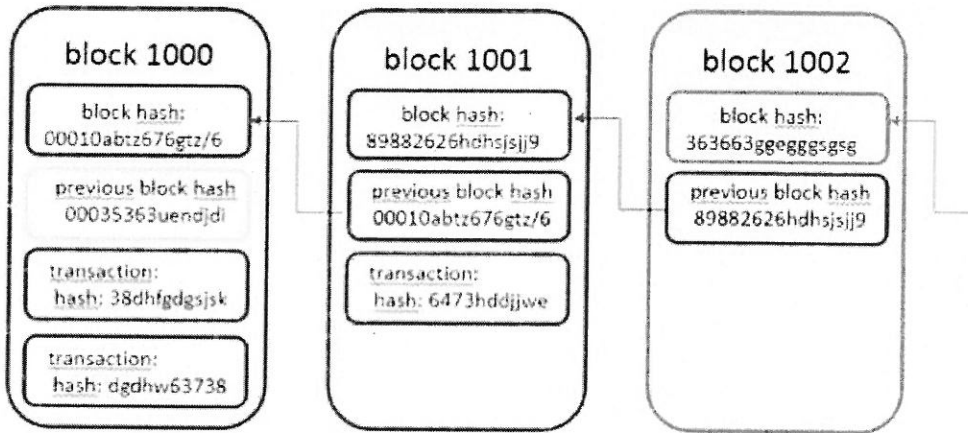 block 1000
block hash:
00010abtz676gtz/6
previous block hash
00035363uendjdi
transaction:
hash: 38dhfgdgsjsk
transaction:
hash: dgdhw63738
block 1001
block hash:
89882626hdhsjsjj9
previous block hash
00010abtz676gtz/6
transaction:
hash: 6473hddjjwe
block 1002
block hash:
363663ggegggsgsg
previous block hash
89882626hdhsjsjj9